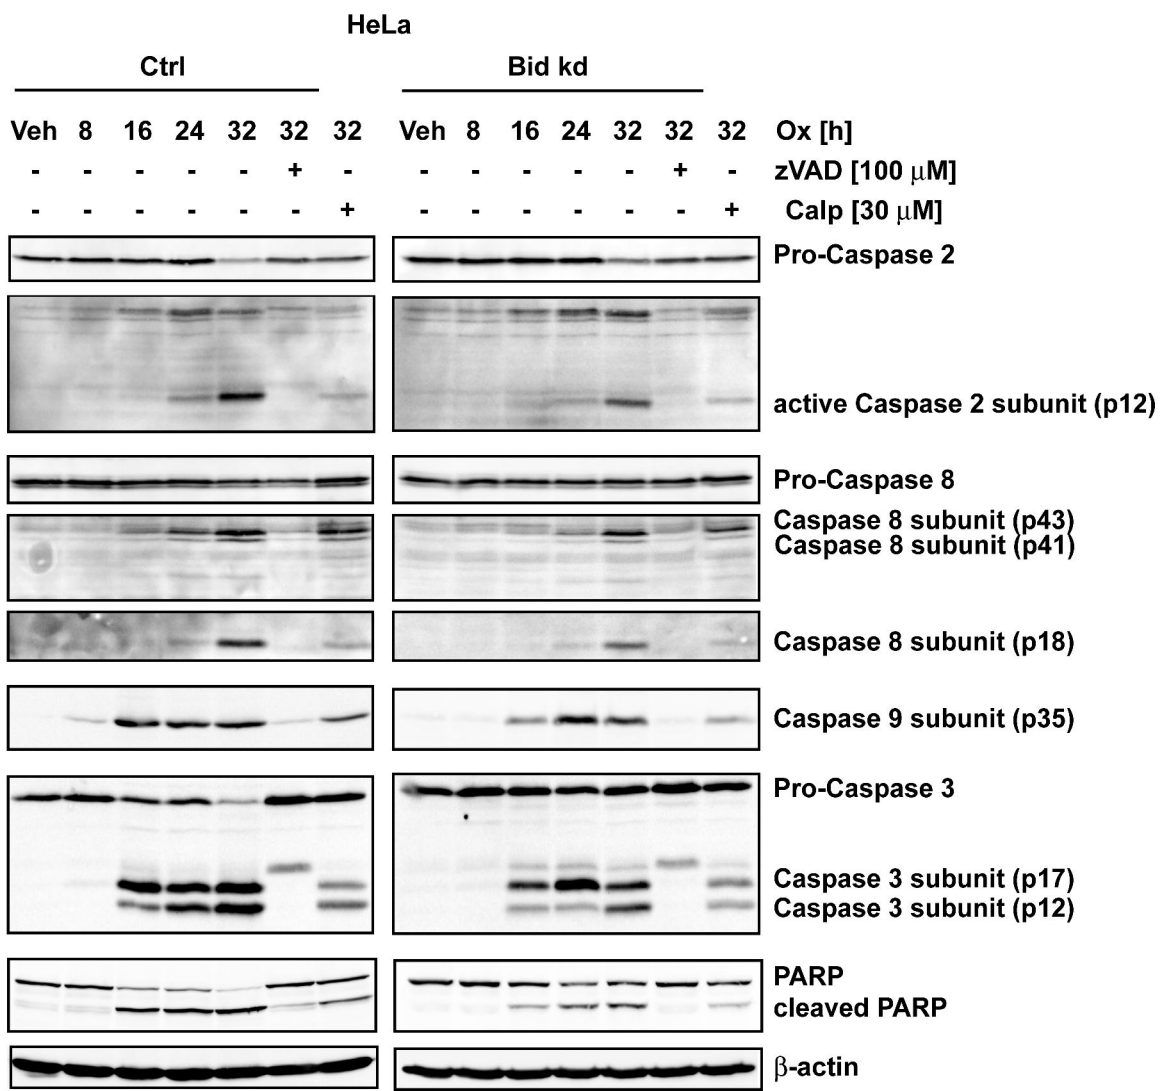 HeLa
Ctrl Bid kd
Veh 8 16 24 32 32 32 Veh 8 16 24 32 32 32 Ox [h]
- - - - - + - - - - - - + - zVAD [100 μM]
- - - - - - + - - - - - - + Calp [30 μM]
Pro-Caspase 2
active Caspase 2 subunit (p12)
Pro-Caspase 8
Caspase 8 subunit (p43)
Caspase 8 subunit (p41)
Caspase 8 subunit (p18)
Caspase 9 subunit (p35)
Pro-Caspase 3
Caspase 3 subunit (p17)
Caspase 3 subunit (p12)
PARP
cleaved PARP
β-actin